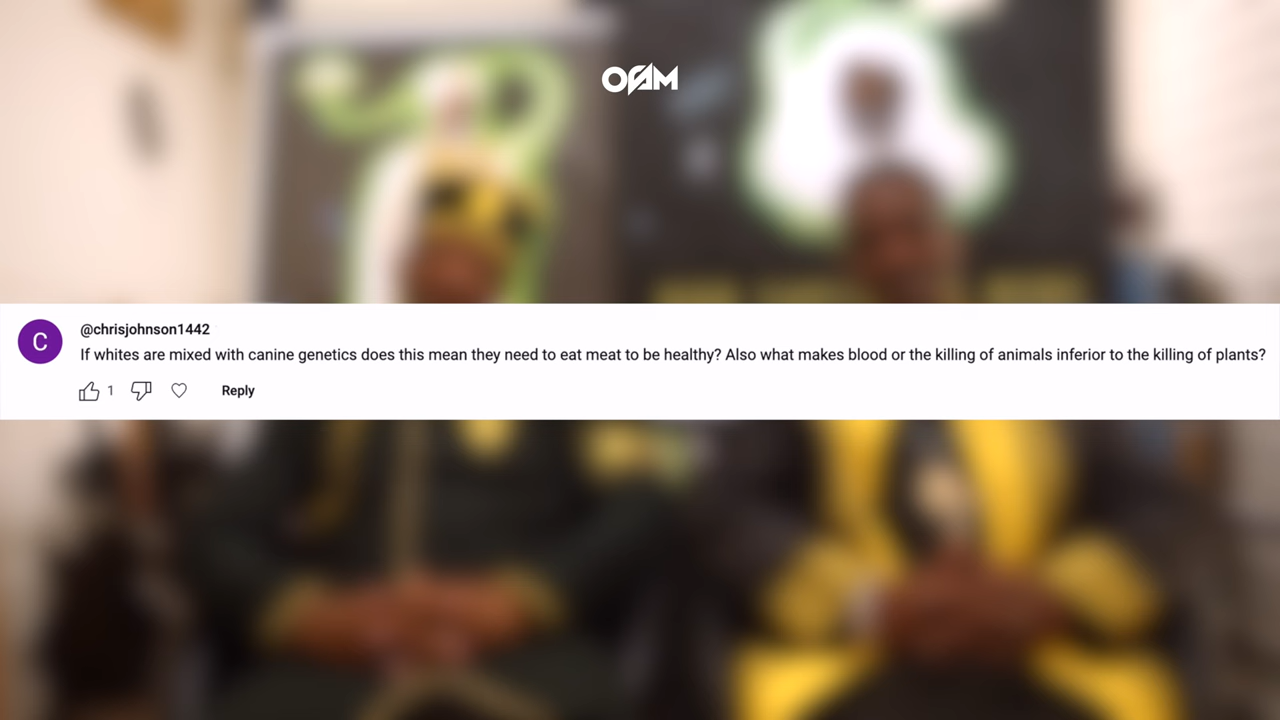 OFAM
@chrisjohnson1442
If whites are mixed with canine genetics does this mean they need to eat meat to be healthy? Also what makes blood or the killing of animals inferior to the killing of plants?
1
Reply
C